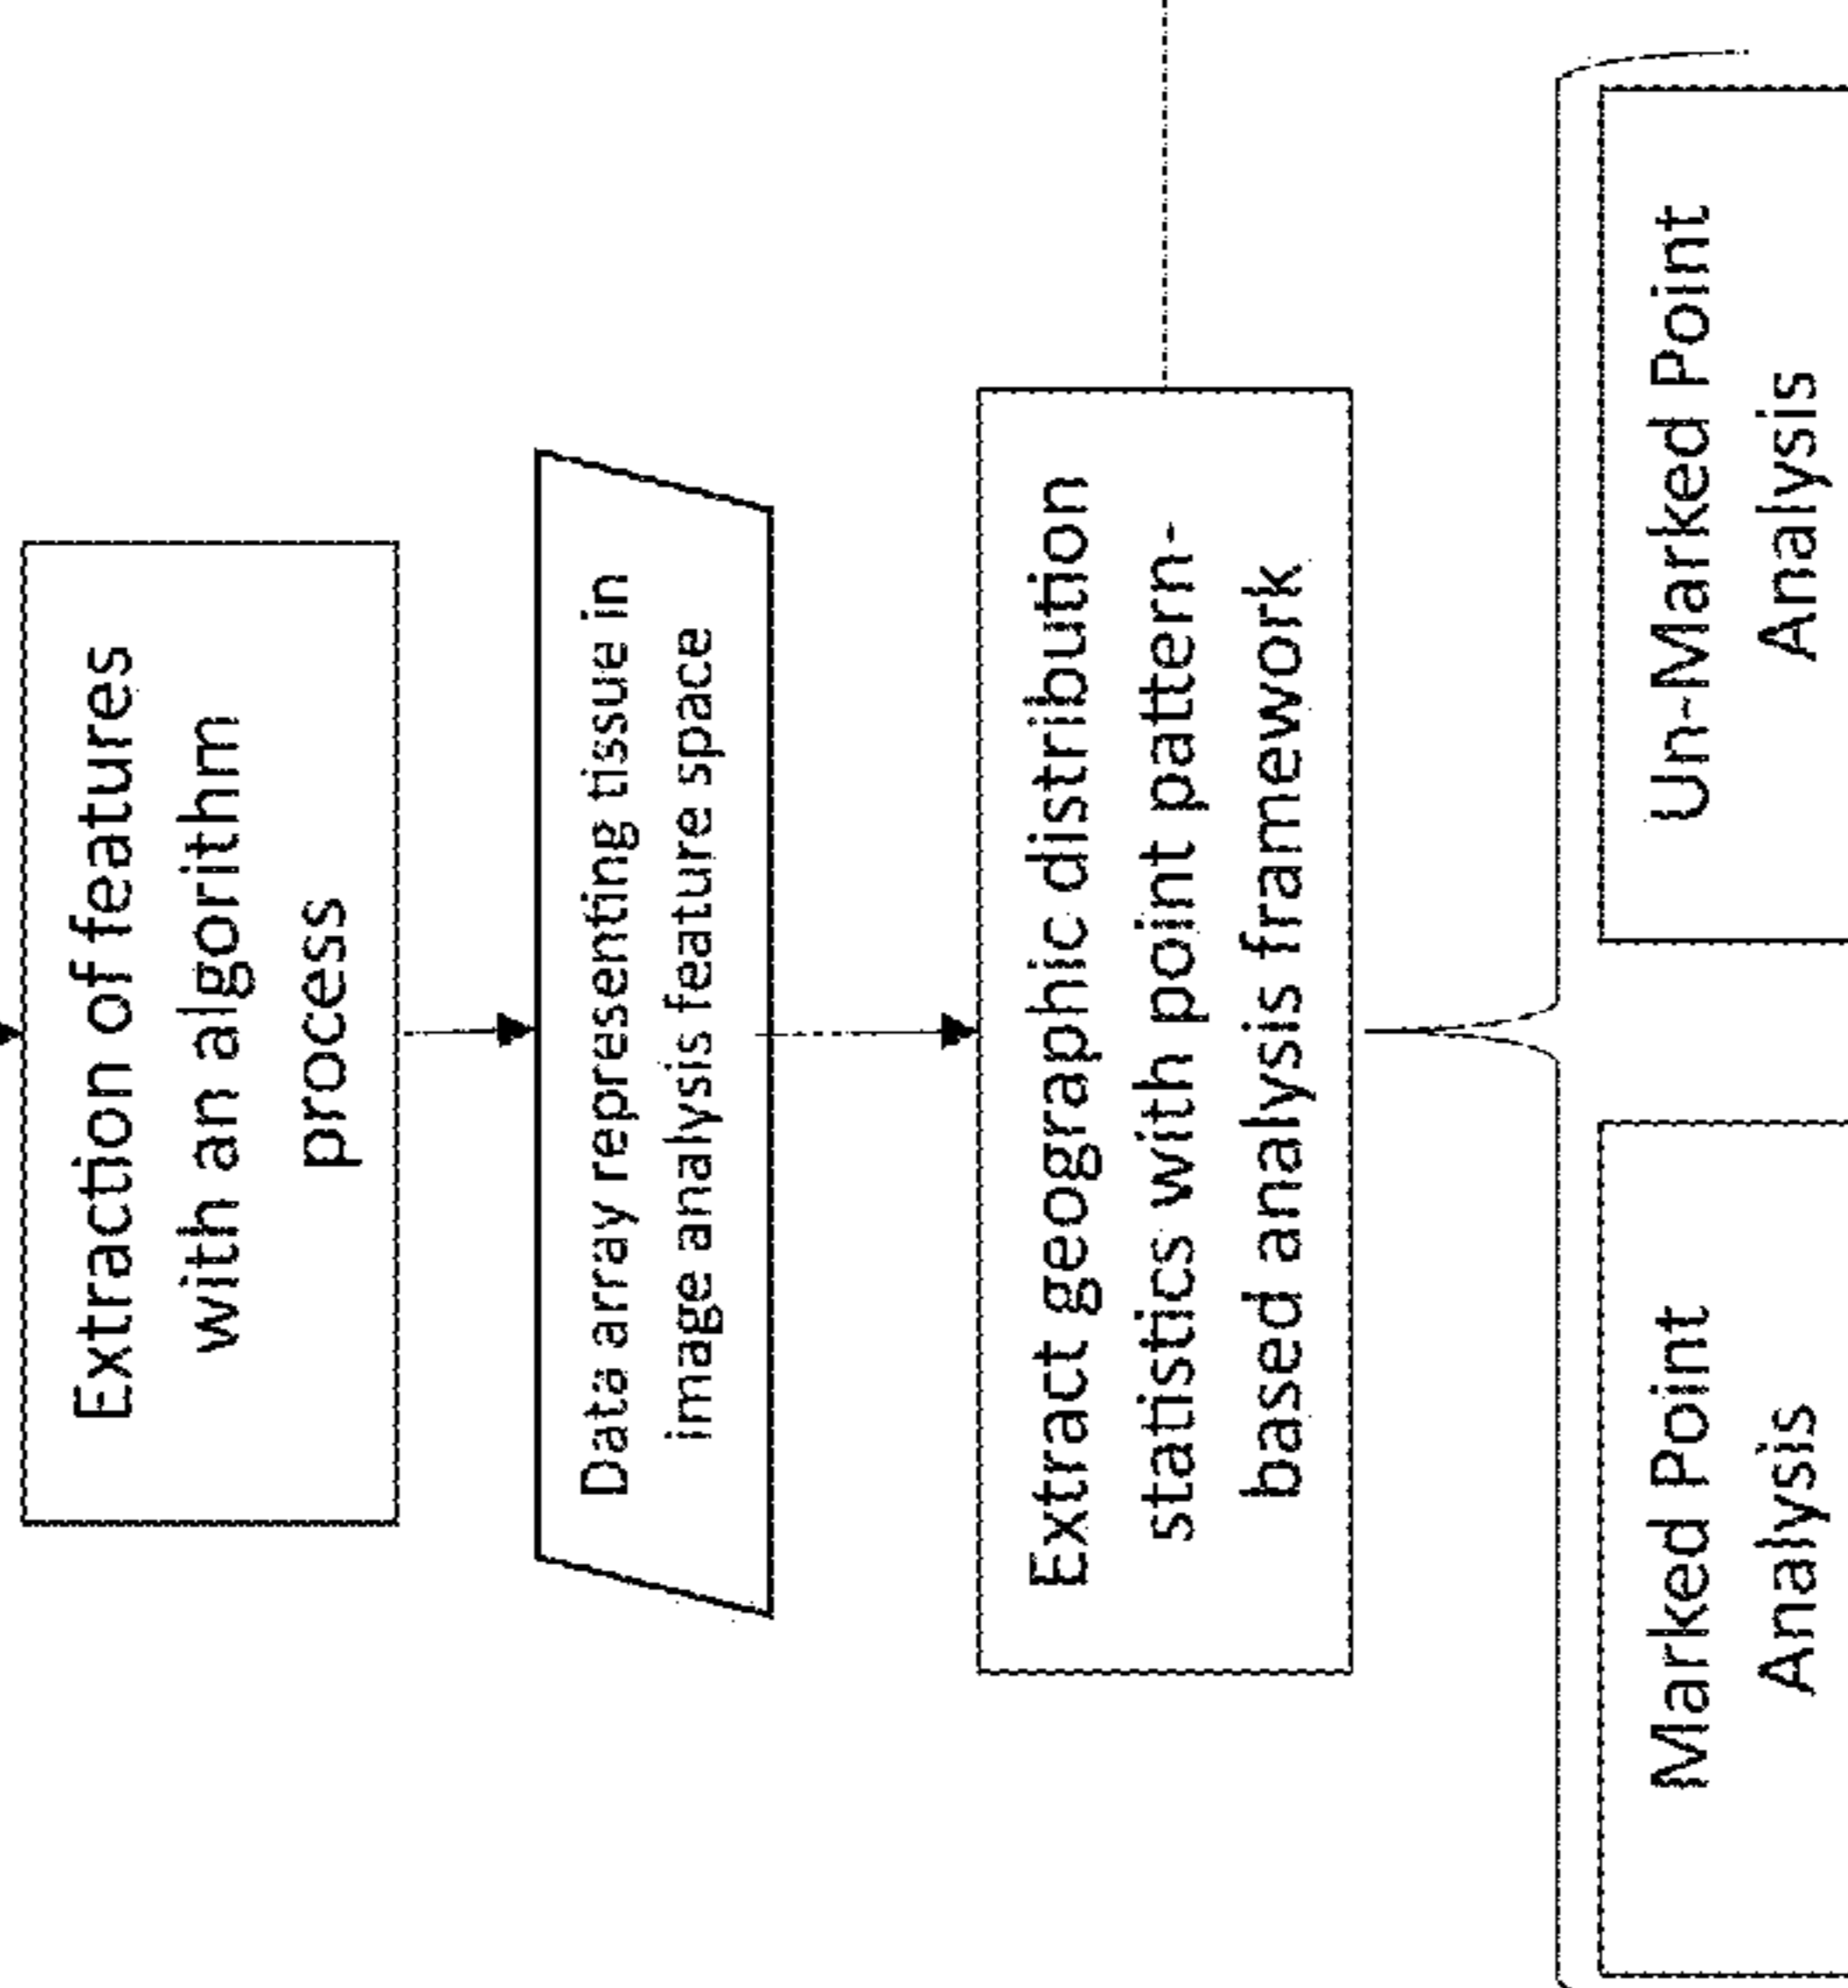 Extraction of features
with an algorithm
process
Data array representing tissue in
image analysis feature space
Extract geographic distribution
statistics with point pattern-
based analysis framework
Marked Point
Analysis
Un-Marked Point
Analysis